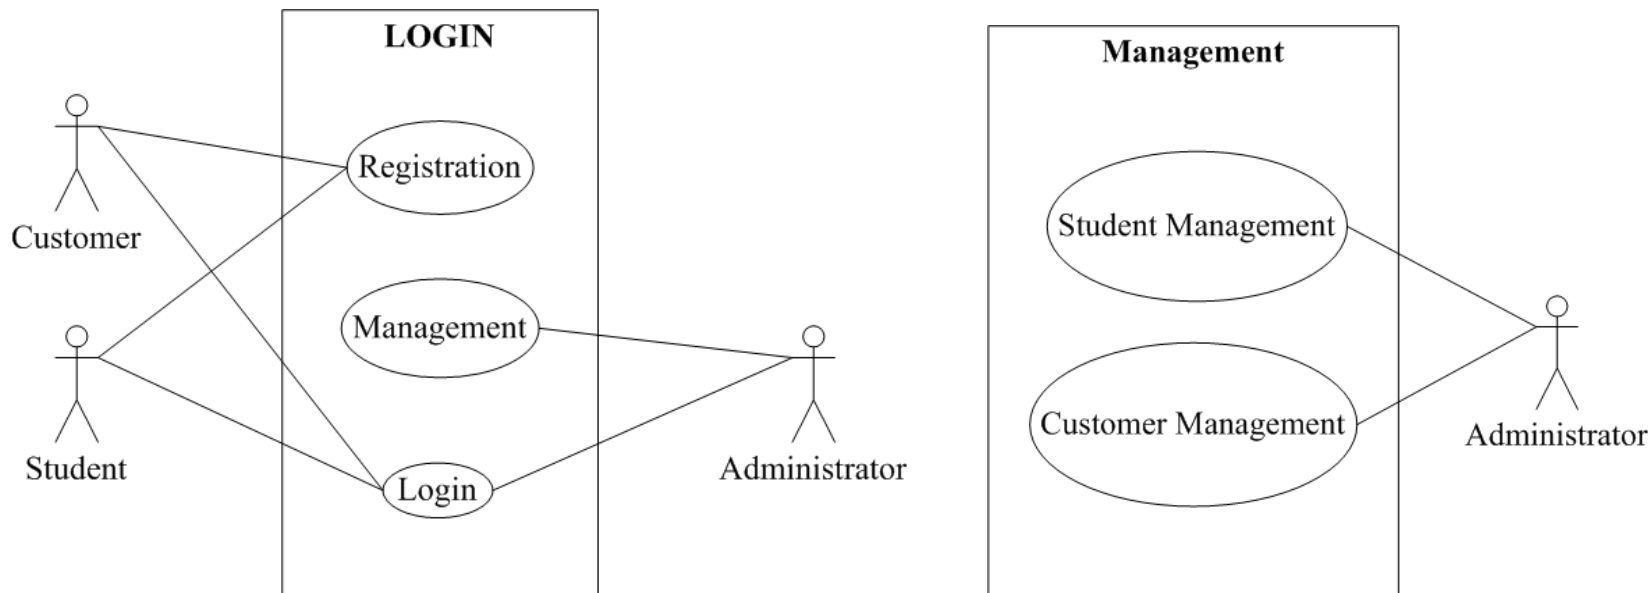 LOGIN
Registration
Customer
Management
Student
Login
Administrator
Management
Student Management
Customer Management
Administrator